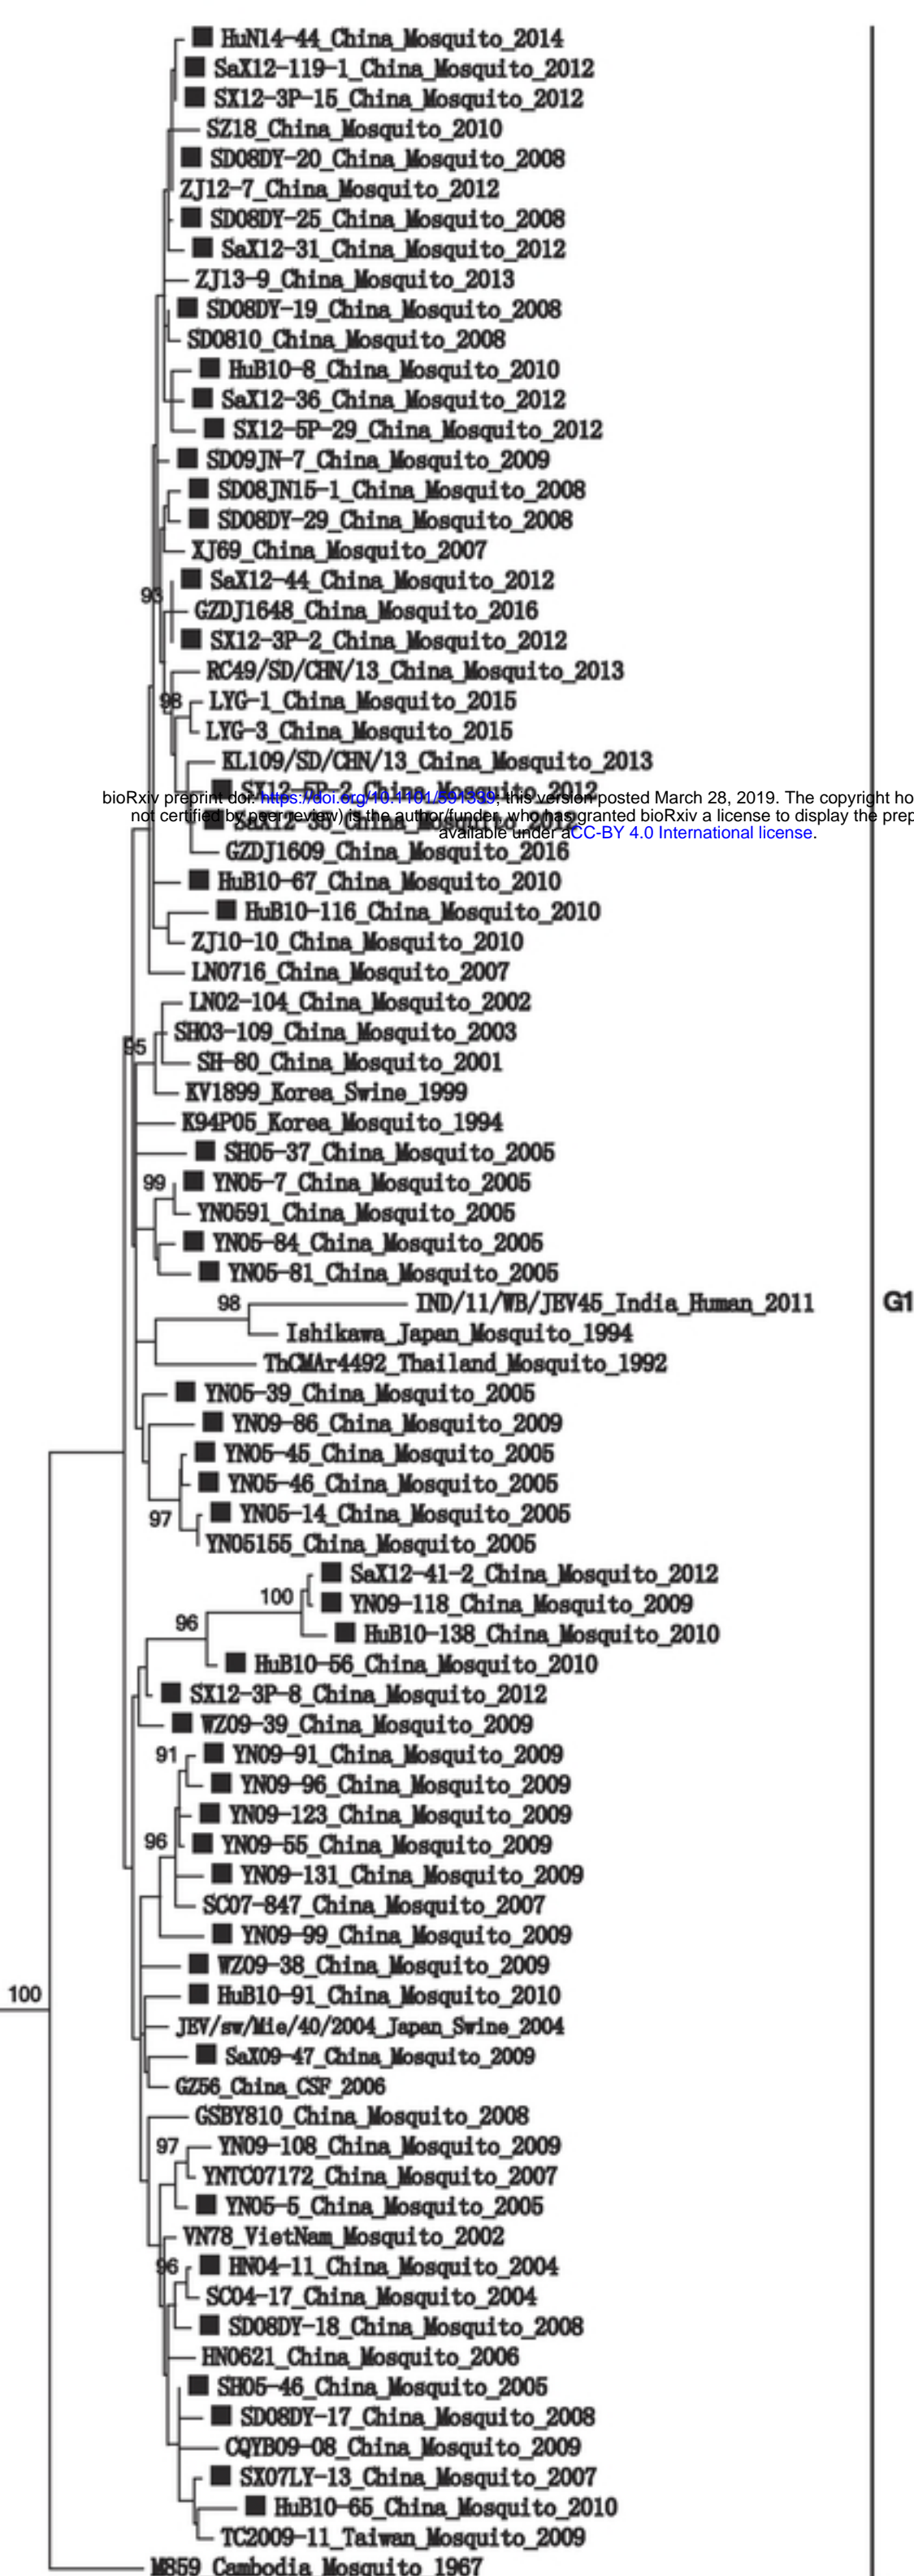 HuN14-44_China_Mosquito_2014
SaX12-119-1_China_Mosquito_2012
SX12-3P-15_China_Mosquito_2012
SZ18_China_Mosquito_2010
SD08DY-20_China_Mosquito_2008
ZJ12-7_China_Mosquito_2012
SD08DY-25_China_Mosquito_2008
SaX12-31_China_Mosquito_2012
ZJ13-9_China_Mosquito_2013
SD08DY-19_China_Mosquito_2008
SD0810_China_Mosquito_2008
HuB10-8_China_Mosquito_2010
SaX12-36_China_Mosquito_2012
SX12-5P-29_China_Mosquito_2012
SD09JN-7_China_Mosquito_2009
SD08JN15-1_China_Mosquito_2008
SD08DY-29_China_Mosquito_2008
XJ69_China_Mosquito_2007
SaX12-44_China_Mosquito_2012
93
GZDJ1648_China_Mosquito_2016
SX12-3P-2_China_Mosquito_2012
RC49/SD/CHN/13_China_Mosquito_2013
98
LYG-1_China_Mosquito_2015
LYG-3_China_Mosquito_2015
KL109/SD/CHN/13_China_Mosquito_2013
SX12-5P-2_China_Mosquito_2012
bioRxiv preprint doi: https://doi.org/10.1101/591399; this version posted March 28, 2019. The copyright ho
not certified by peer review) is the author/funder, who has granted bioRxiv a license to display the prep
SaX12-35_China_Mosquito_2012
available under aCC-BY 4.0 International license.
GZDJ1609_China_Mosquito_2016
HuB10-67_China_Mosquito_2010
HuB10-116_China_Mosquito_2010
ZJ10-10_China_Mosquito_2010
LN0716_China_Mosquito_2007
LN02-104_China_Mosquito_2002
SH03-109_China_Mosquito_2003
95
SH-80_China_Mosquito_2001
KV1899_Korea_Swine_1999
K94P05_Korea_Mosquito_1994
SH05-37_China_Mosquito_2005
99
YN05-7_China_Mosquito_2005
YN0591_China_Mosquito_2005
YN05-84_China_Mosquito_2005
YN05-81_China_Mosquito_2005
98
IND/11/WB/JEV45_India_Human_2011
G1
Ishikawa_Japan_Mosquito_1994
ThCMAr4492_Thailand_Mosquito_1992
YN05-39_China_Mosquito_2005
YN09-86_China_Mosquito_2009
YN05-45_China_Mosquito_2005
YN05-46_China_Mosquito_2005
97
YN05-14_China_Mosquito_2005
YN05155_China_Mosquito_2005
SaX12-41-2_China_Mosquito_2012
100
YN09-118_China_Mosquito_2009
96
HuB10-138_China_Mosquito_2010
HuB10-56_China_Mosquito_2010
SX12-3P-8_China_Mosquito_2012
WZ09-39_China_Mosquito_2009
91
YN09-91_China_Mosquito_2009
YN09-96_China_Mosquito_2009
YN09-123_China_Mosquito_2009
96
YN09-55_China_Mosquito_2009
YN09-131_China_Mosquito_2009
SC07-847_China_Mosquito_2007
YN09-99_China_Mosquito_2009
WZ09-38_China_Mosquito_2009
100
HuB10-91_China_Mosquito_2010
JEV/sw/Mie/40/2004_Japan_Swine_2004
SaX09-47_China_Mosquito_2009
GZ56_China_CSF_2006
GSBY810_China_Mosquito_2008
97
YN09-108_China_Mosquito_2009
YNTC07172_China_Mosquito_2007
YN05-5_China_Mosquito_2005
VN78_VietNam_Mosquito_2002
96
HN04-11_China_Mosquito_2004
SC04-17_China_Mosquito_2004
SD08DY-18_China_Mosquito_2008
HN0621_China_Mosquito_2006
SH05-46_China_Mosquito_2005
SD08DY-17_China_Mosquito_2008
CQYB09-08_China_Mosquito_2009
SX07LY-13_China_Mosquito_2007
HuB10-65_China_Mosquito_2010
TC2009-11_Taiwan_Mosquito_2009
M859_Cambodia_Mosquito_1967